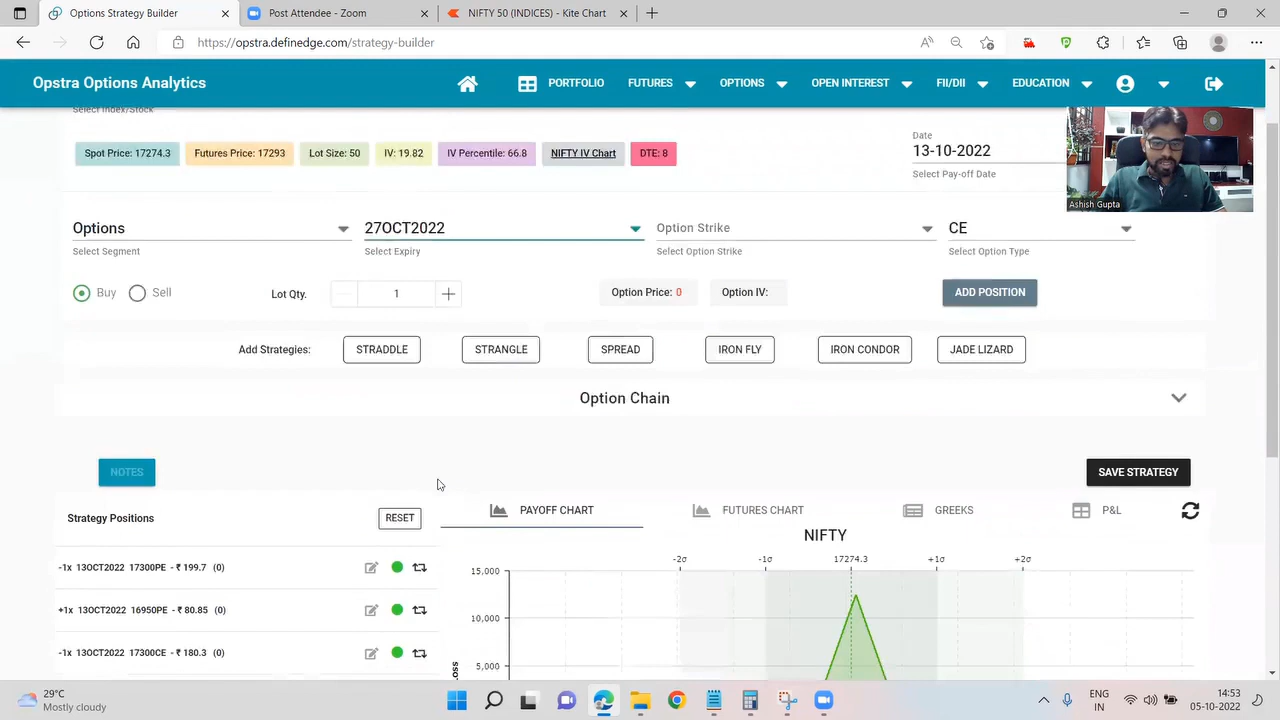 Options Strategy Builder
Post Attendee - Zoom
NIFTY 50 (INDICES) - Kite Chart
https://opstra.definedge.com/strategy-builder
Opstra Options Analytics
PORTFOLIO
FUTURES
OPTIONS
OPEN INTEREST
FII/DII
EDUCATION
Select Index/Stock
Spot Price: 17274.3
Futures Price: 17293
Lot Size: 50
IV: 19.82
IV Percentile: 66.8
NIFTY IV Chart
DTE: 8
Date
13-10-2022
Select Pay-off Date
Ashish Gupta
Options
27OCT2022
Option Strike
CE
Select Segment
Select Expiry
Select Option Strike
Select Option Type
Buy
Sell
Lot Qty.
1
Option Price: 0
Option IV:
ADD POSITION
Add Strategies:
STRADDLE
STRANGLE
SPREAD
IRON FLY
IRON CONDOR
JADE LIZARD
Option Chain
NOTES
SAVE STRATEGY
Strategy Positions
RESET
PAYOFF CHART
FUTURES CHART
GREEKS
P&L
NIFTY
-2σ
-1σ
17274.3
+1σ
+2σ
15,000
10,000
5,000
-1x 13OCT2022 17300PE - ₹ 199.7 (0)
+1x 13OCT2022 16950PE - ₹ 80.85 (0)
-1x 13OCT2022 17300CE - ₹ 180.3 (0)
29°C
Mostly cloudy
ENG
IN
14:53
05-10-2022